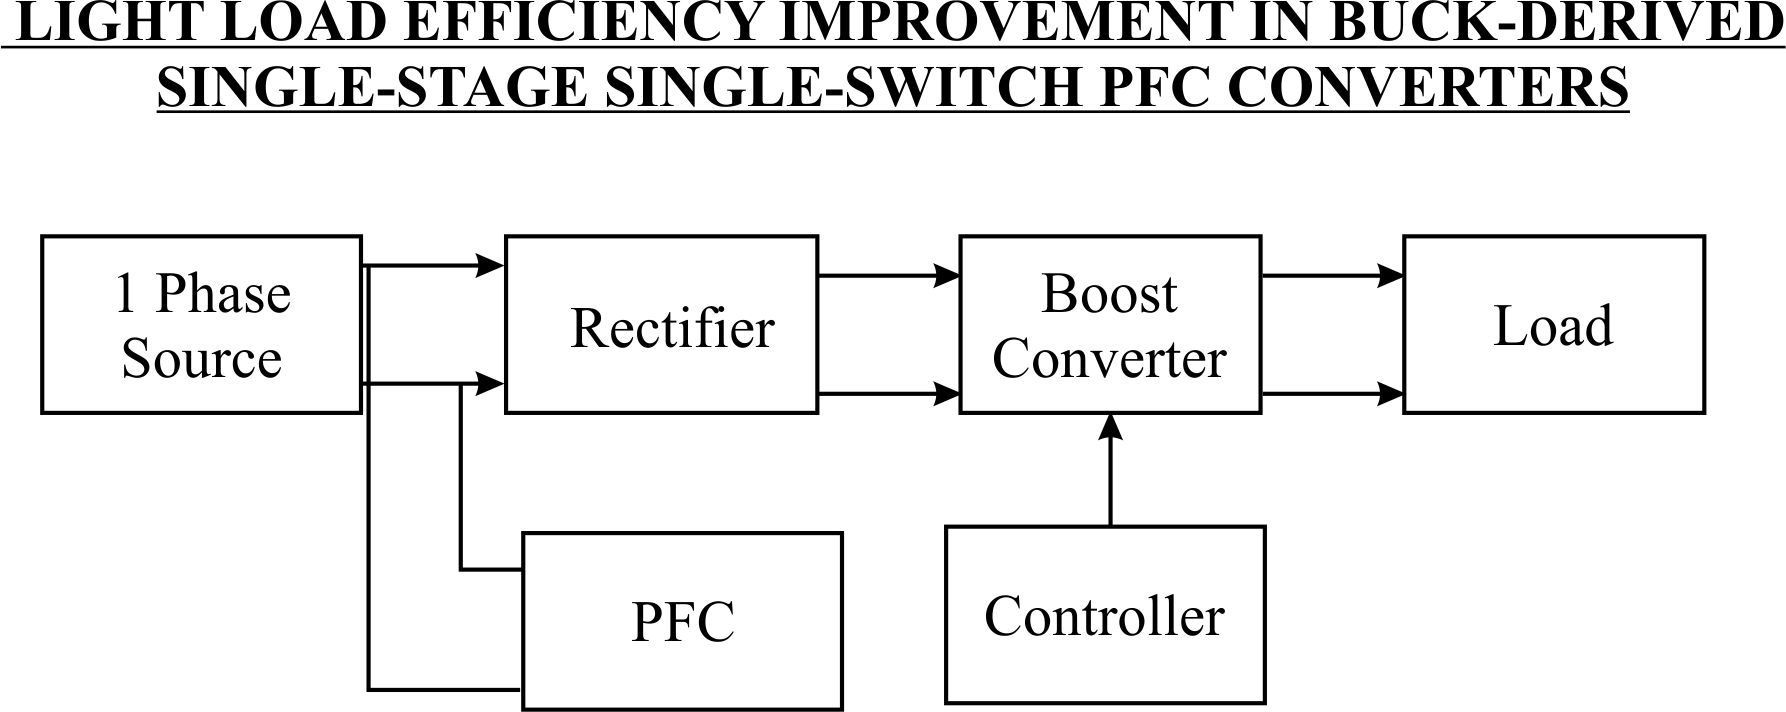 LIGHT LOAD EFFICIENCY IMPROVEMENT IN BUCK-DERIVED
SINGLE-STAGE SINGLE-SWITCH PFC CONVERTERS
1 Phase
Source
Rectifier
Boost
Converter
Load
PFC
Controller